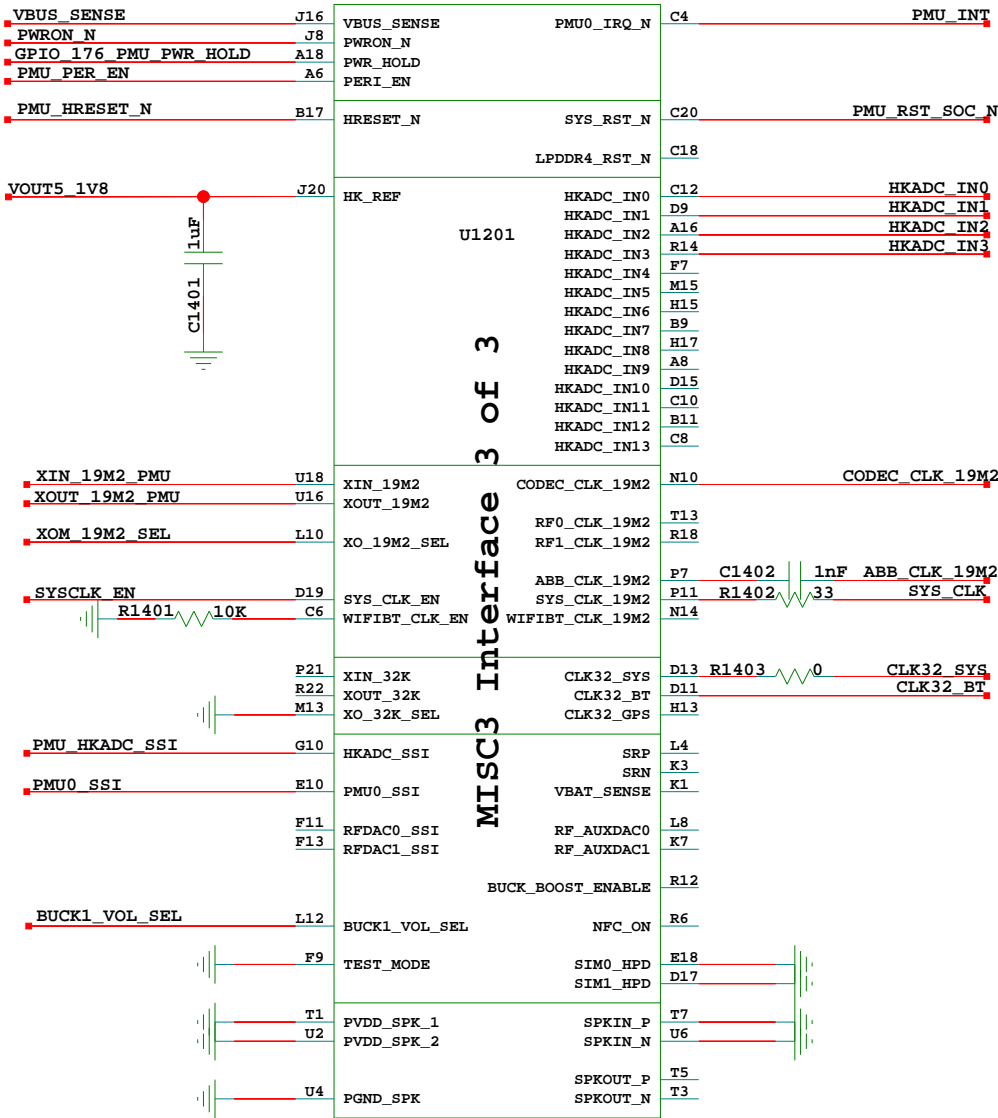 VBUS_SENSE J16 VBUS_SENSE PMU0_IRQ_N C4 PMU_INT
PWRON_N J8 PWRON_N
GPIO_176_PMU_PWR_HOLD A18 PWR_HOLD
PMU_PER_EN A6 PERI_EN
PMU_HRESET_N B17 HRESET_N SYS_RST_N C20 PMU_RST_SOC_N
LPDDR4_RST_N C18
VOUT5_1V8 J20 HK_REF HKADC_IN0 C12 HKADC_IN0
HKADC_IN1 D9 HKADC_IN1
1uF U1201 HKADC_IN2 A16 HKADC_IN2
HKADC_IN3 R14 HKADC_IN3
HKADC_IN4 F7
C1401 HKADC_IN5 M15
HKADC_IN6 H15
HKADC_IN7 B9
HKADC_IN8 H17
HKADC_IN9 A8
HKADC_IN10 D15
HKADC_IN11 C10
HKADC_IN12 B11
HKADC_IN13 C8
MISC3 Interface 3 of 3
XIN_19M2_PMU U18 XIN_19M2 CODEC_CLK_19M2 N10 CODEC_CLK_19M2
XOUT_19M2_PMU U16 XOUT_19M2
RF0_CLK_19M2 T13
XOM_19M2_SEL L10 XO_19M2_SEL RF1_CLK_19M2 R18
ABB_CLK_19M2 P7 C1402 1nF ABB_CLK_19M2
SYSCLK_EN D19 SYS_CLK_EN SYS_CLK_19M2 P11 R1402 33 SYS_CLK
R1401 10K C6 WIFIBT_CLK_EN WIFIBT_CLK_19M2 N14
P21 XIN_32K CLK32_SYS D13 R1403 0 CLK32_SYS
R22 XOUT_32K CLK32_BT D11 CLK32_BT
M13 XO_32K_SEL CLK32_GPS H13
PMU_HKADC_SSI G10 HKADC_SSI SRP L4
SRN K3
PMU0_SSI E10 PMU0_SSI VBAT_SENSE K1
F11 RFDAC0_SSI RF_AUXDAC0 L8
F13 RFDAC1_SSI RF_AUXDAC1 K7
BUCK_BOOST_ENABLE R12
BUCK1_VOL_SEL L12 BUCK1_VOL_SEL NFC_ON R6
F9 TEST_MODE SIM0_HPD E18
SIM1_HPD D17
T1 PVDD_SPK_1 SPKIN_P T7
U2 PVDD_SPK_2 SPKIN_N U6
SPKOUT_P T5
U4 PGND_SPK SPKOUT_N T3